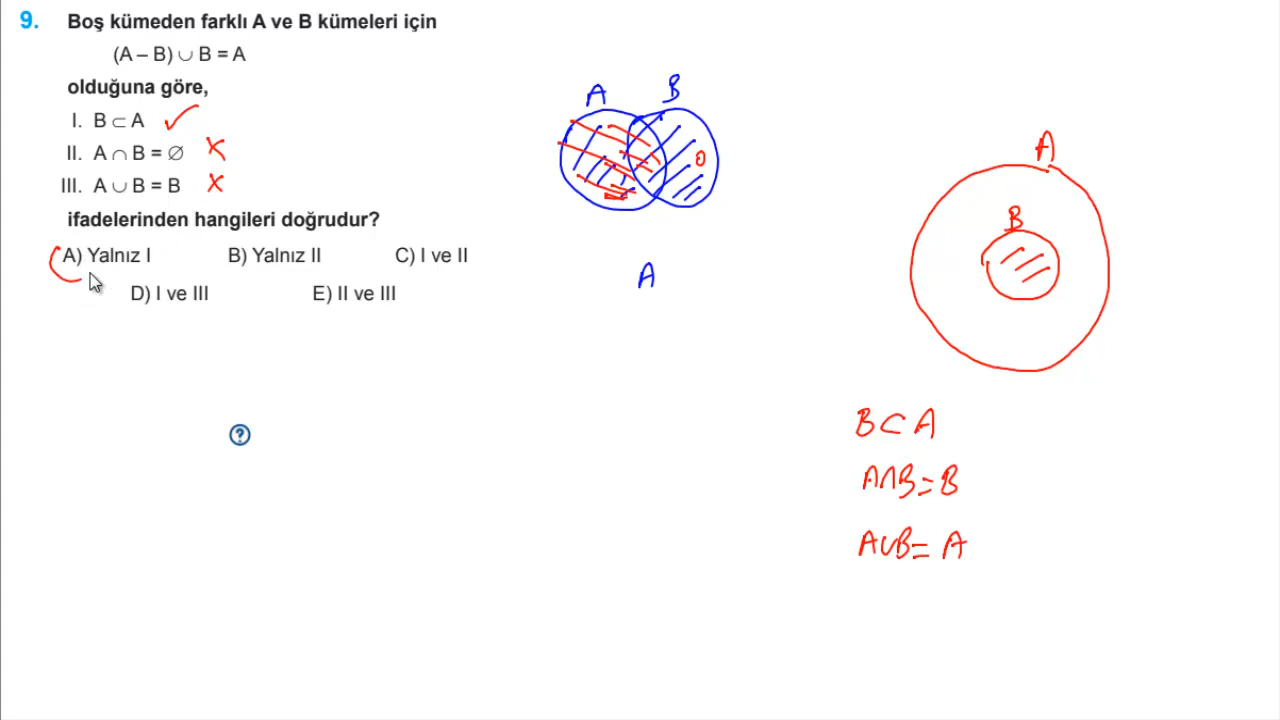 9. Boş kümeden farklı A ve B kümeleri için
(A – B) ∪ B = A
olduğuna göre,
I. B ⊂ A
II. A ∩ B = ∅
III. A ∪ B = B
ifadelerinden hangileri doğrudur?
A) Yalnız I B) Yalnız II C) I ve II
D) I ve III E) II ve III
A B
0
A
A
B
B ⊂ A
A∩B = B
A∪B = A
?